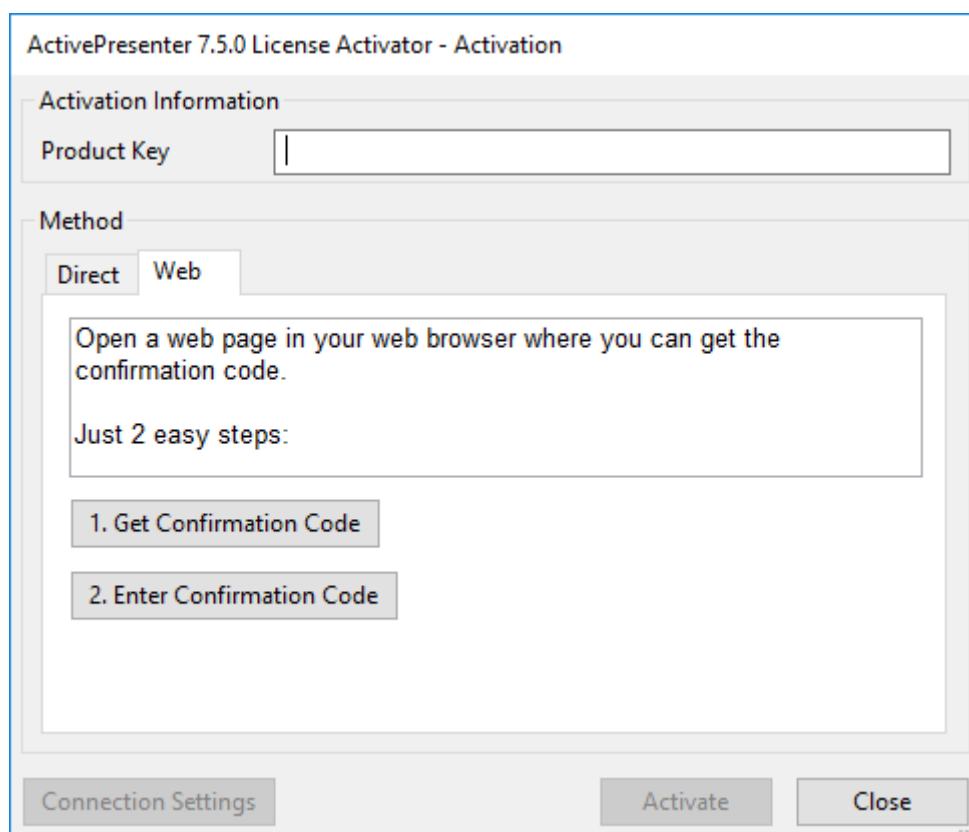 ActivePresenter 7.5.0 License Activator - Activation
Activation Information
Product Key
Method
Direct Web
Open a web page in your web browser where you can get the
confirmation code.
Just 2 easy steps:
1. Get Confirmation Code
2. Enter Confirmation Code
Connection Settings Activate Close